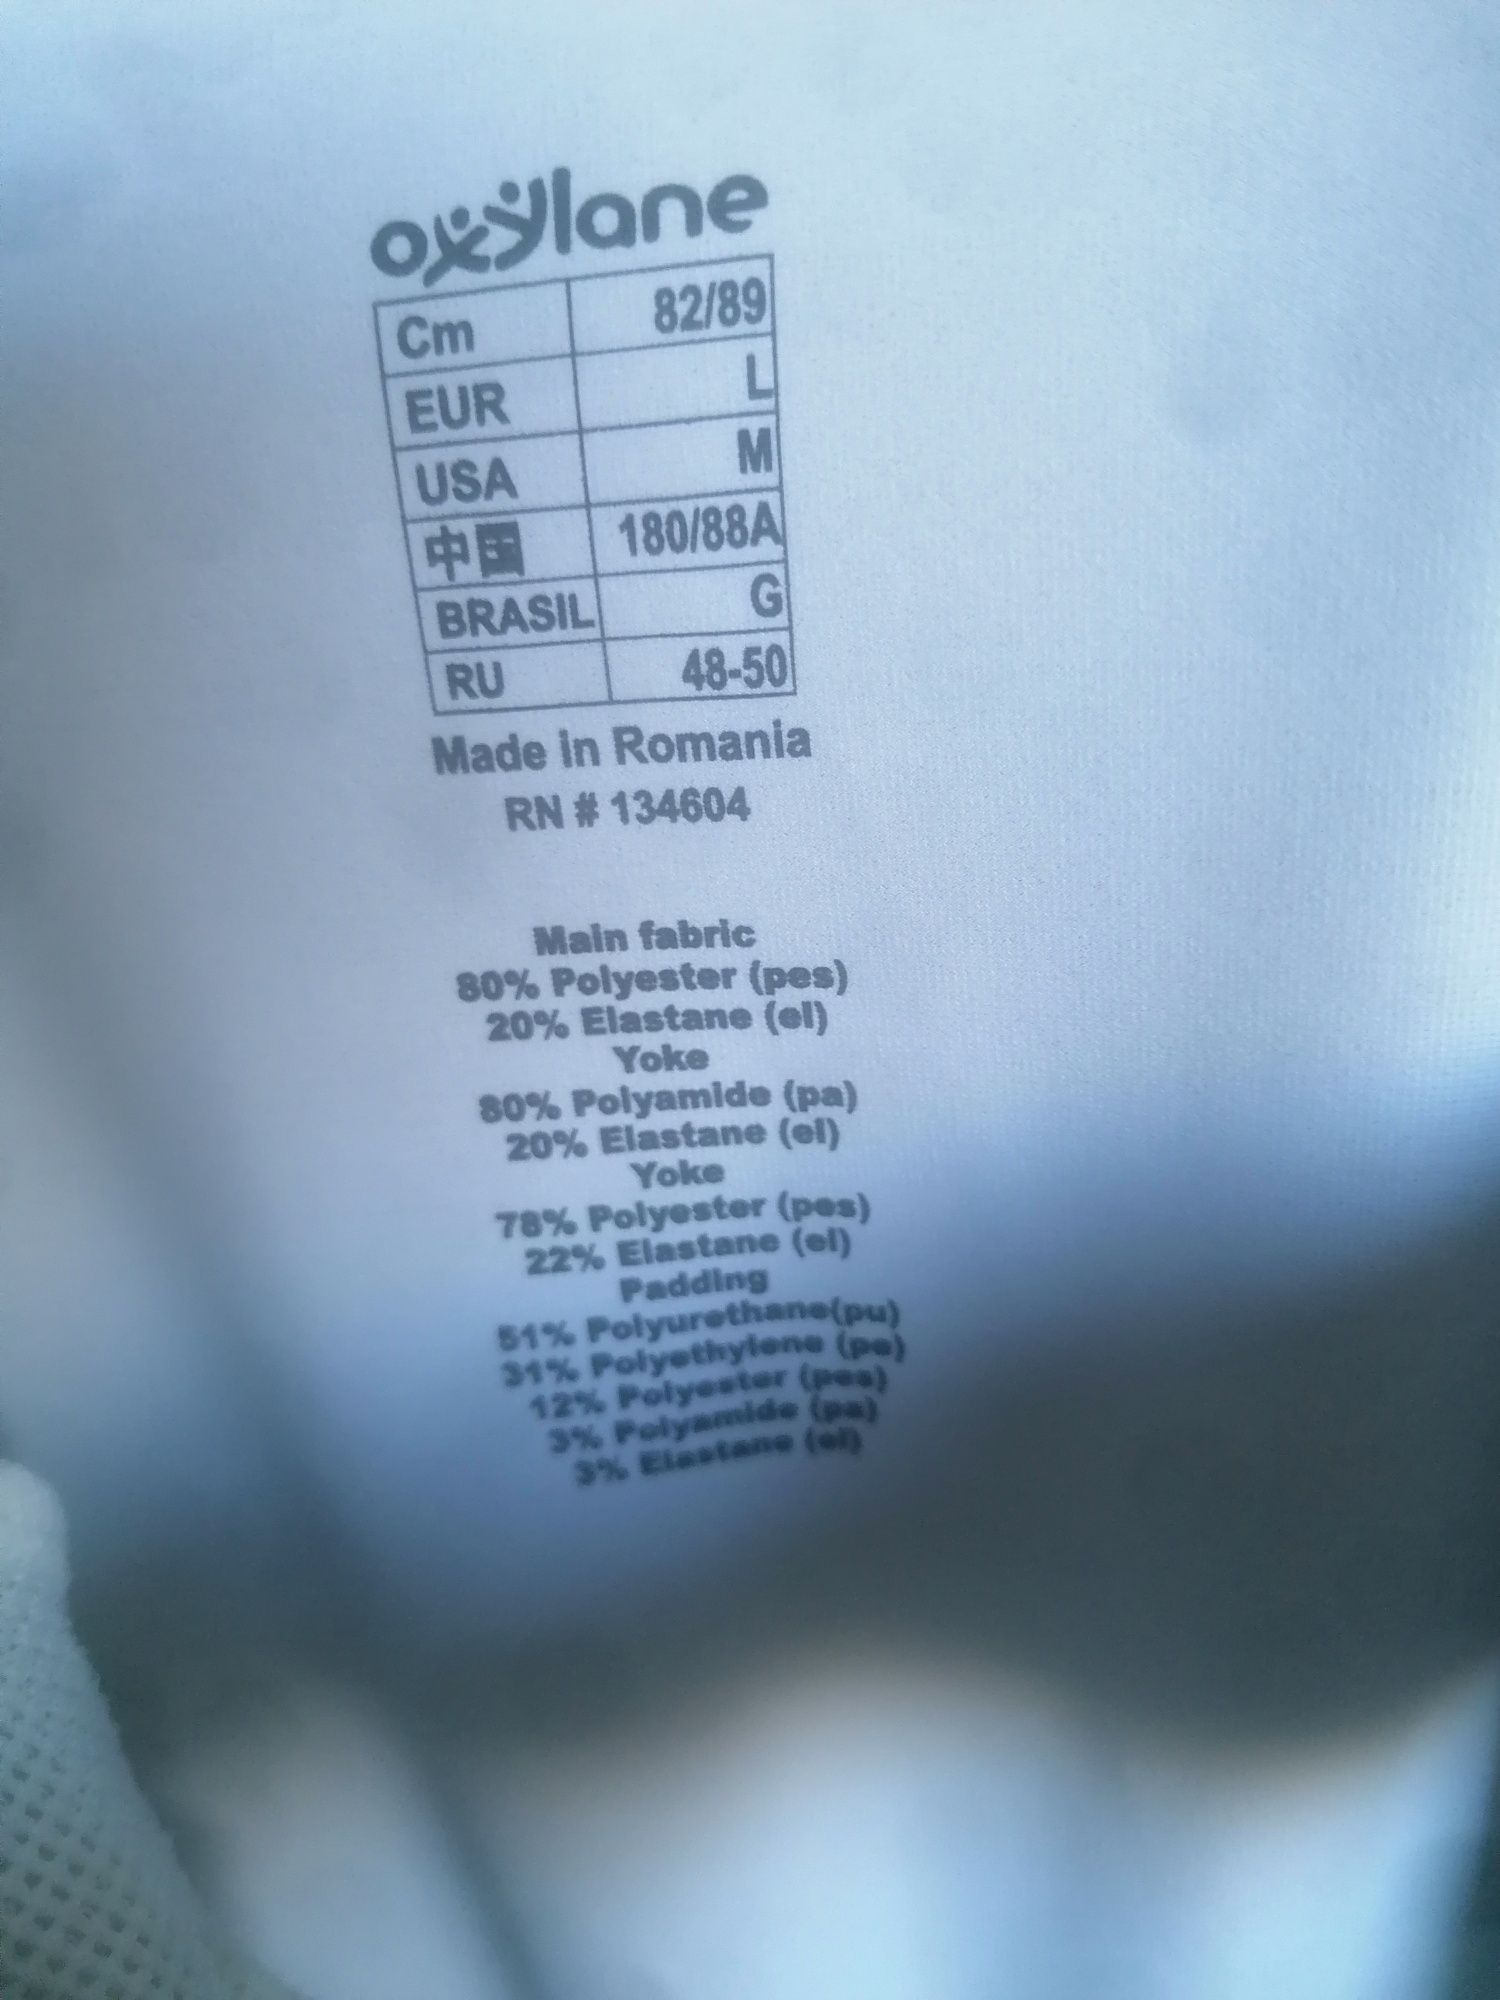 oxylane
Cm 82/89
EUR L
USA M
中国 180/88A
BRASIL G
RU 48-50
Made in Romania
RN # 134604
Main fabric
80% Polyester (pes)
20% Elastane (el)
Yoke
80% Polyamide (pa)
20% Elastane (el)
Yoke
78% Polyester (pes)
22% Elastane (el)
Padding
51% Polyurethane(pu)
31% Polyethylene (pe)
12% Polyester (pes)
3% Polyamide (pa)
3% Elastane (el)